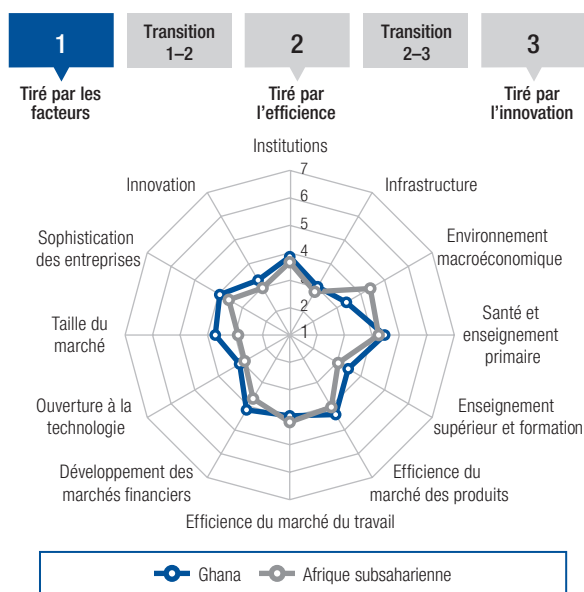 1
Transition
1–2
2
Transition
2–3
3
Tiré par les
facteurs
Tiré par
l'efficience
Tiré par
l'innovation
Institutions
Infrastructure
Environnement
macroéconomique
Santé et
enseignement
primaire
Enseignement
supérieur et formation
Efficience du
marché des produits
Efficience du marché du travail
Développement des
marchés financiers
Ouverture à la
technologie
Taille du
marché
Sophistication
des entreprises
Innovation
7
6
5
4
3
2
1
Ghana
Afrique subsaharienne